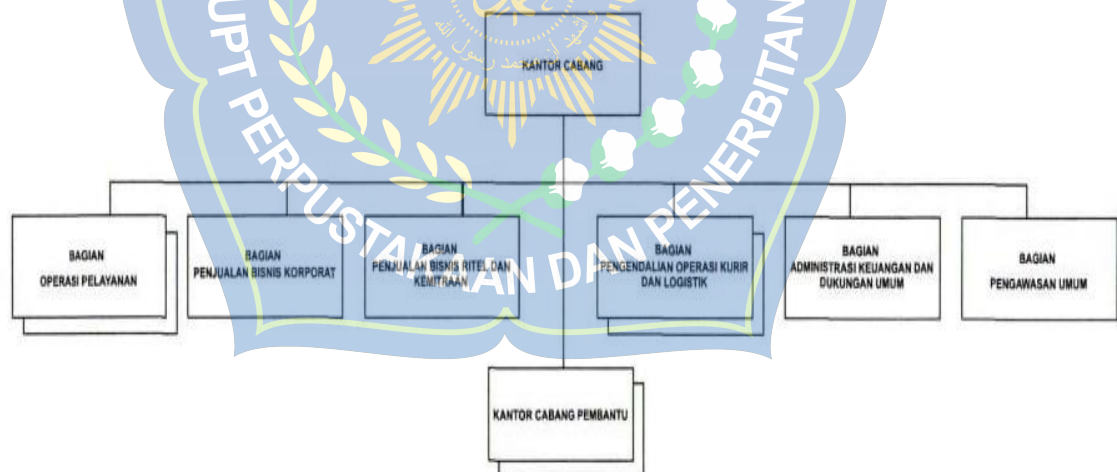 KANTOR CABANG
BAGIAN
OPERASI PELAYANAN
BAGIAN
PENJUALAN BISNIS KORPORAT
BAGIAN
PENJUALAN BISNIS RITEL DAN
KEMITRAAN
BAGIAN
PENGENDALIAN OPERASI KURIR
DAN LOGISTIK
BAGIAN
ADMINISTRASI KEUANGAN DAN
DUKUNGAN UMUM
BAGIAN
PENGAWASAN UMUM
KANTOR CABANG PEMBANTU
UPT PERPUSTAKAAN DAN PENERBITAN